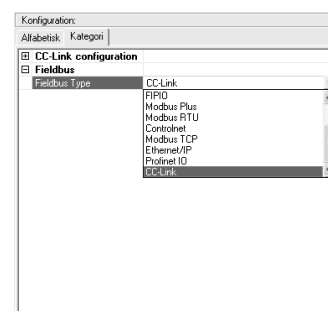 Konfiguration:
Alfabetisk Kategori
CC-Link configuration
Fieldbus
Fieldbus Type CC-Link
FIPIO
Modbus Plus
Modbus RTU
Controlnet
Modbus TCP
Ethernet/IP
Profinet IO
CC-Link